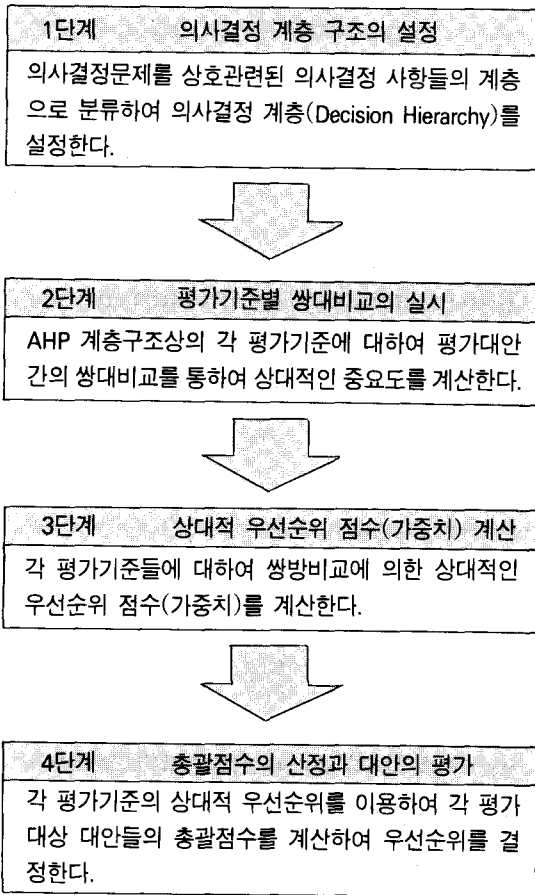 1단계 의사결정 계층 구조의 설정
의사결정문제를 상호관련된 의사결정 사항들의 계층
으로 분류하여 의사결정 계층(Decision Hierarchy)를
설정한다.
2단계 평가기준별 쌍대비교의 실시
AHP 계층구조상의 각 평가기준에 대하여 평가대안
간의 쌍대비교를 통하여 상대적인 중요도를 계산한다.
3단계 상대적 우선순위 점수(가중치) 계산
각 평가기준들에 대하여 쌍방비교에 의한 상대적인
우선순위 점수(가중치)를 계산한다.
4단계 총괄점수의 산정과 대안의 평가
각 평가기준의 상대적 우선순위를 이용하여 각 평가
대상 대안들의 총괄점수를 계산하여 우선순위를 결
정한다.